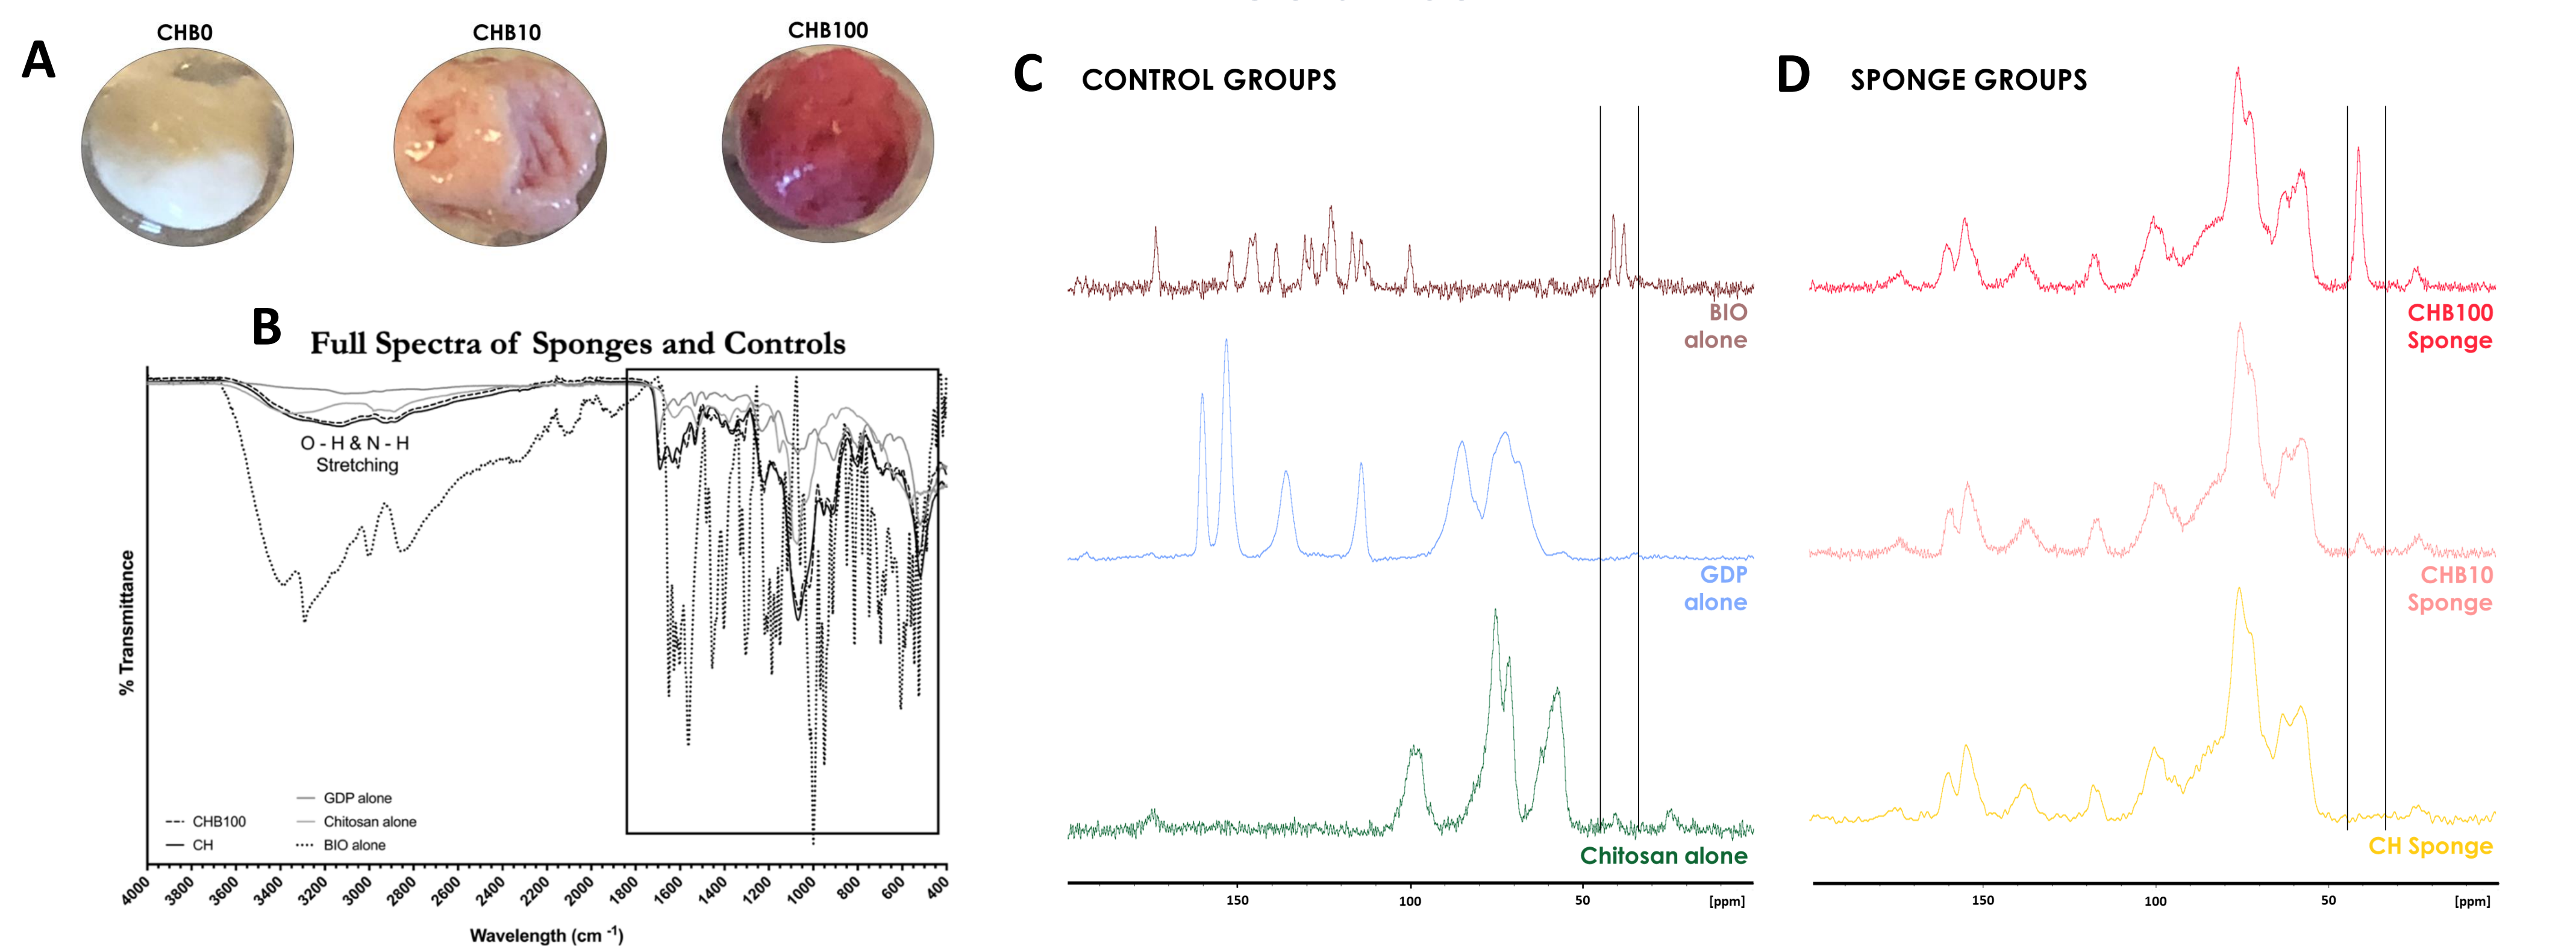 A
CHB0
CHB10
CHB100
B
Full Spectra of Sponges and Controls
% Transmittance
O - H & N - H
Stretching
GDP alone
CHB100
Chitosan alone
CH
BIO alone
4000 3800 3600 3400 3200 3000 2800 2600 2400 2200 2000 1800 1600 1400 1200 1000 800 600 400
Wavelength (cm -1)
C
CONTROL GROUPS
BIO
alone
GDP
alone
Chitosan alone
150 100 50 [ppm]
D
SPONGE GROUPS
CHB100
Sponge
CHB10
Sponge
CH Sponge
150 100 50 [ppm]